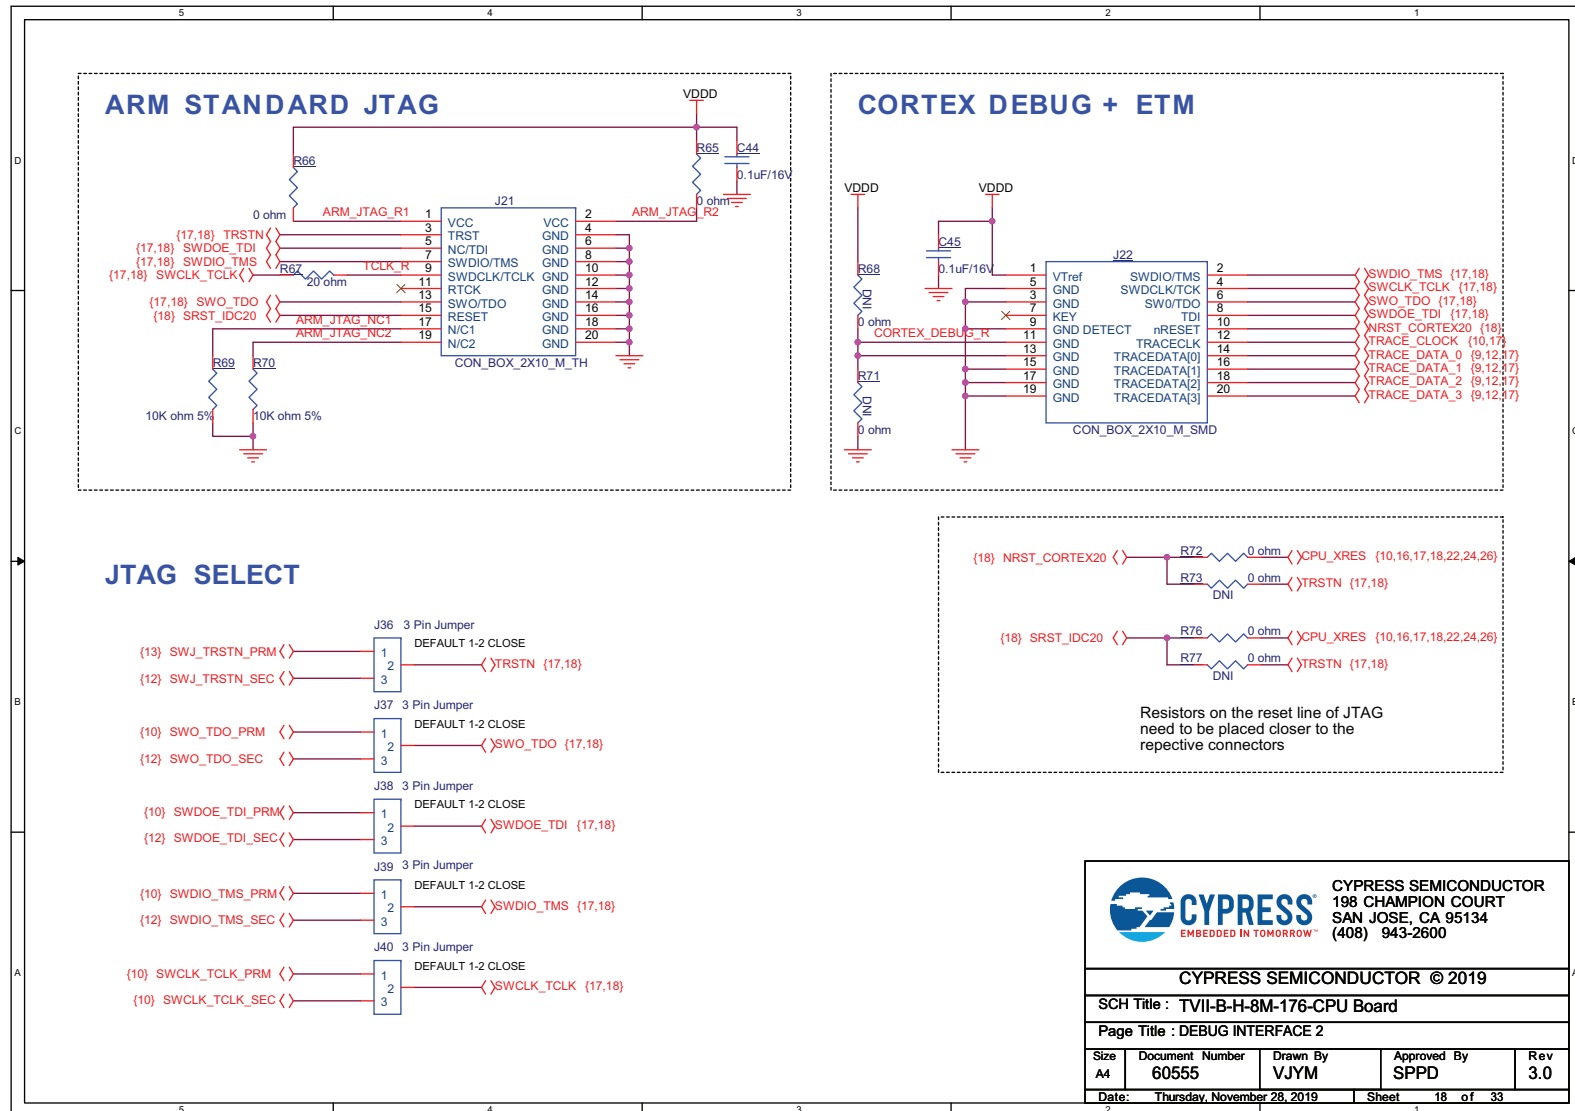 5 4 3 2 1
D
C
B
A
ARM STANDARD JTAG
VDDD
R66
0 ohm
R65
0 ohm
C44
0.1uF/16V
J21
ARM_JTAG_R1 1 VCC VCC 2 ARM_JTAG_R2
{17,18} TRSTN 3 TRST GND 4
{17,18} SWDOE_TDI 5 NC/TDI GND 6
{17,18} SWDIO_TMS 7 SWDIO/TMS GND 8
{17,18} SWCLK_TCLK R67 20 ohm TCLK_R 9 SWDCLK/TCLK GND 10
11 RTCK GND 12
{17,18} SWO_TDO 13 SWO/TDO GND 14
{18} SRST_IDC20 15 RESET GND 16
ARM_JTAG_NC1 17 N/C1 GND 18
ARM_JTAG_NC2 19 N/C2 GND 20
CON_BOX_2X10_M_TH
R69 R70
10K ohm 5% 10K ohm 5%
CORTEX DEBUG + ETM
VDDD VDDD
C45
0.1uF/16V
R68
DNI
0 ohm
CORTEX_DEBUG_R
R71
DNI
0 ohm
J22
1 VTref SWDIO/TMS 2 SWDIO_TMS {17,18}
5 GND SWDCLK/TCK 4 SWCLK_TCLK {17,18}
3 GND SW0/TDO 6 SWO_TDO {17,18}
7 KEY TDI 8 SWDOE_TDI {17,18}
9 GND DETECT nRESET 10 NRST_CORTEX20 {18}
11 GND TRACECLK 12 TRACE_CLOCK {10,17}
13 GND TRACEDATA[0] 14 TRACE_DATA_0 {9,12,17}
15 GND TRACEDATA[1] 16 TRACE_DATA_1 {9,12,17}
17 GND TRACEDATA[2] 18 TRACE_DATA_2 {9,12,17}
19 GND TRACEDATA[3] 20 TRACE_DATA_3 {9,12,17}
CON_BOX_2X10_M_SMD
{18} NRST_CORTEX20 R72 0 ohm CPU_XRES {10,16,17,18,22,24,26}
R73 0 ohm TRSTN {17,18}
DNI
{18} SRST_IDC20 R76 0 ohm CPU_XRES {10,16,17,18,22,24,26}
R77 0 ohm TRSTN {17,18}
DNI
Resistors on the reset line of JTAG
need to be placed closer to the
repective connectors
JTAG SELECT
J36 3 Pin Jumper
DEFAULT 1-2 CLOSE
{13} SWJ_TRSTN_PRM 1
2 TRSTN {17,18}
{12} SWJ_TRSTN_SEC 3
J37 3 Pin Jumper
DEFAULT 1-2 CLOSE
{10} SWO_TDO_PRM 1
2 SWO_TDO {17,18}
{12} SWO_TDO_SEC 3
J38 3 Pin Jumper
DEFAULT 1-2 CLOSE
{10} SWDOE_TDI_PRM 1
2 SWDOE_TDI {17,18}
{12} SWDOE_TDI_SEC 3
J39 3 Pin Jumper
DEFAULT 1-2 CLOSE
{10} SWDIO_TMS_PRM 1
2 SWDIO_TMS {17,18}
{12} SWDIO_TMS_SEC 3
J40 3 Pin Jumper
DEFAULT 1-2 CLOSE
{10} SWCLK_TCLK_PRM 1
2 SWCLK_TCLK {17,18}
{10} SWCLK_TCLK_SEC 3
CYPRESS
EMBEDDED IN TOMORROW™
CYPRESS SEMICONDUCTOR
198 CHAMPION COURT
SAN JOSE, CA 95134
(408) 943-2600
CYPRESS SEMICONDUCTOR © 2019
SCH Title : TVII-B-H-8M-176-CPU Board
Page Title : DEBUG INTERFACE 2
Size Document Number Drawn By Approved By Rev
A4 60555 VJYM SPPD 3.0
Date: Thursday, November 28, 2019 Sheet 18 of 33
5 4 3 2 1